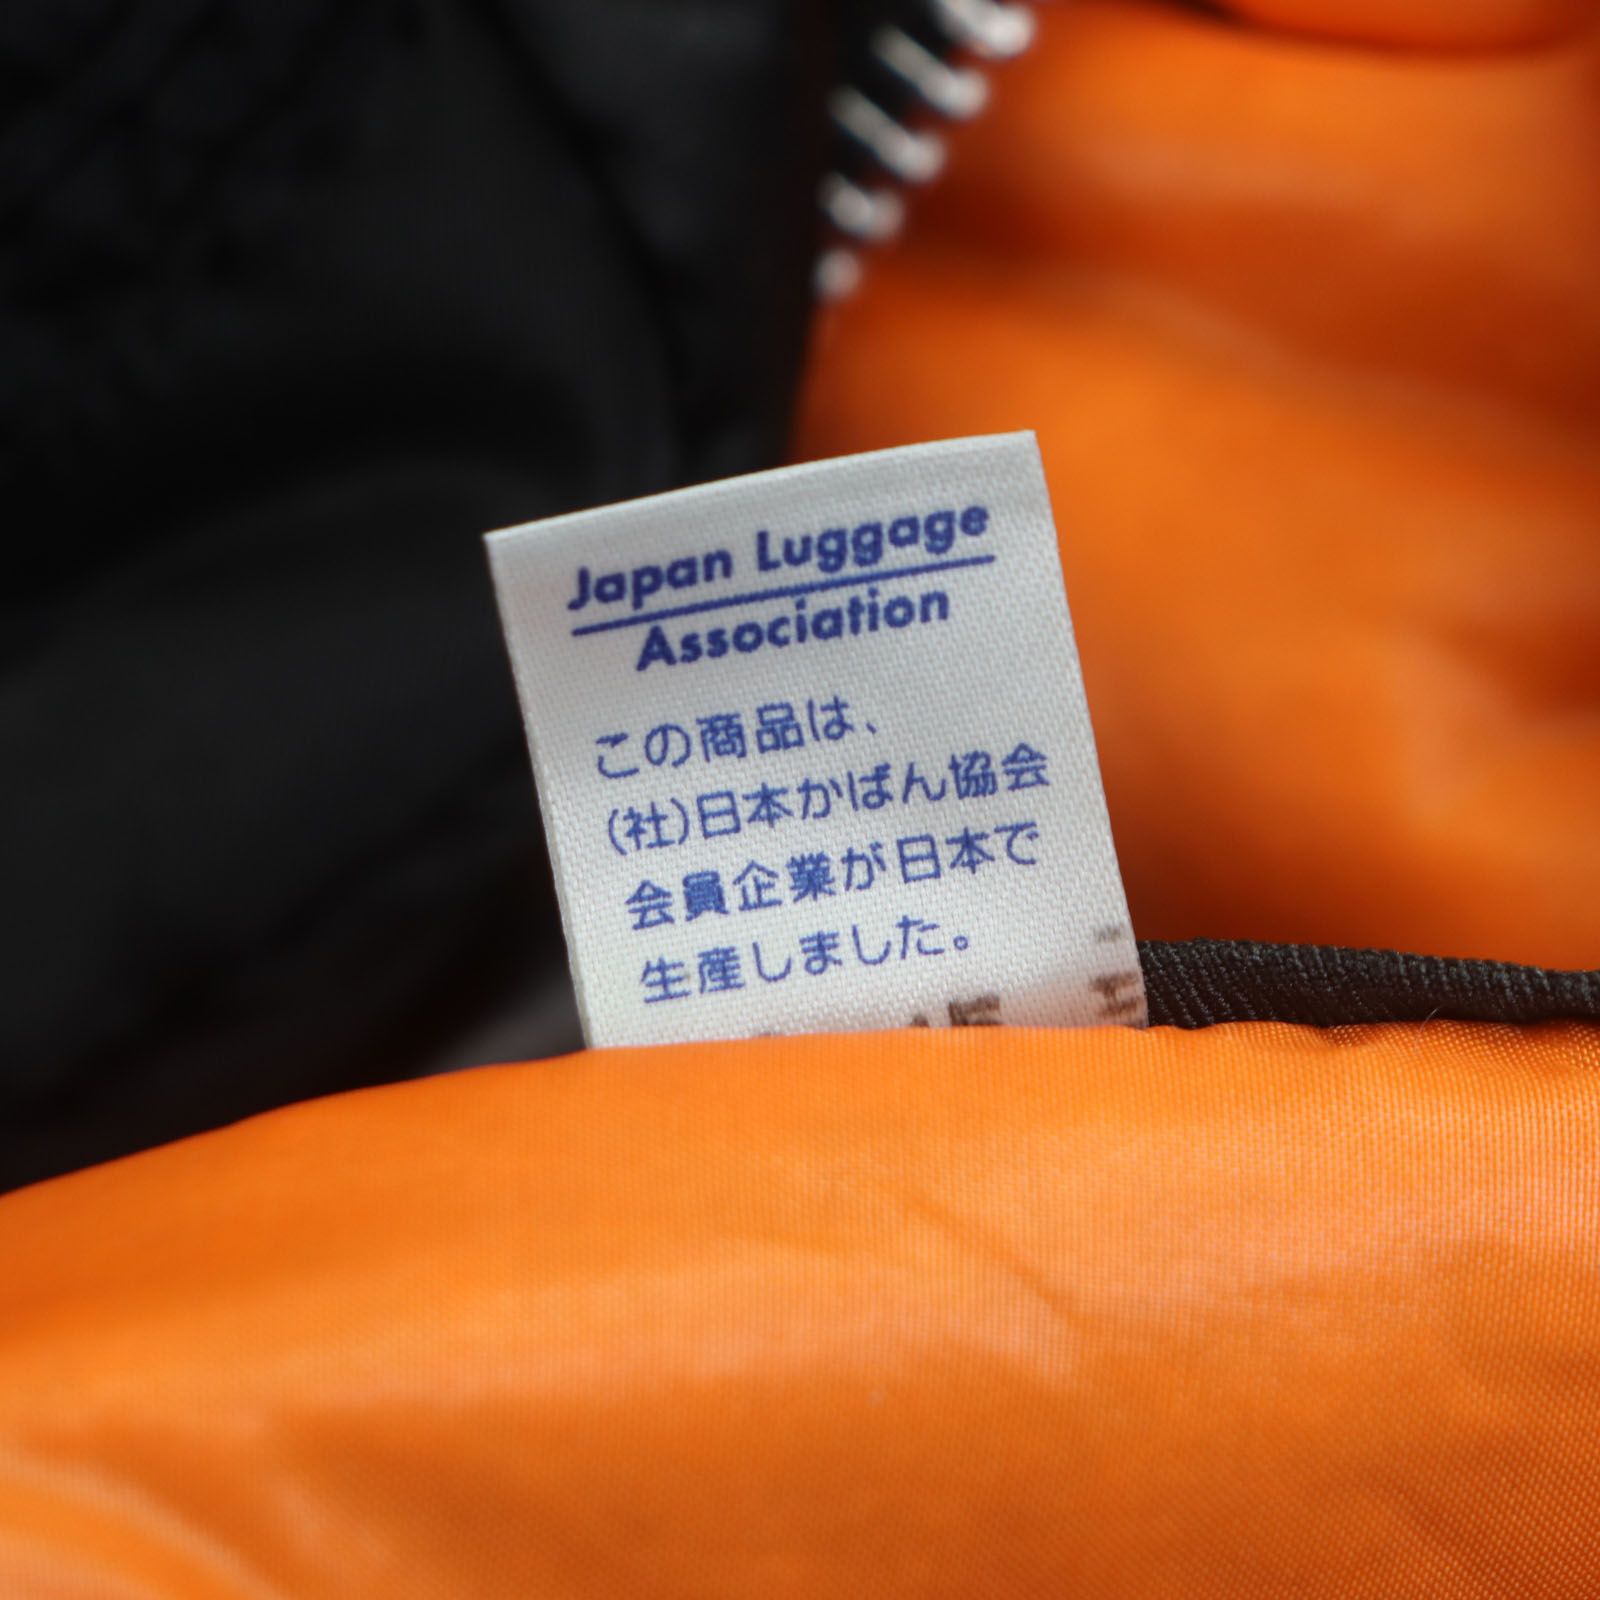 Japan Luggage
Association
この商品は、
(社)日本かばん協会
会員企業が日本で
生産しました。